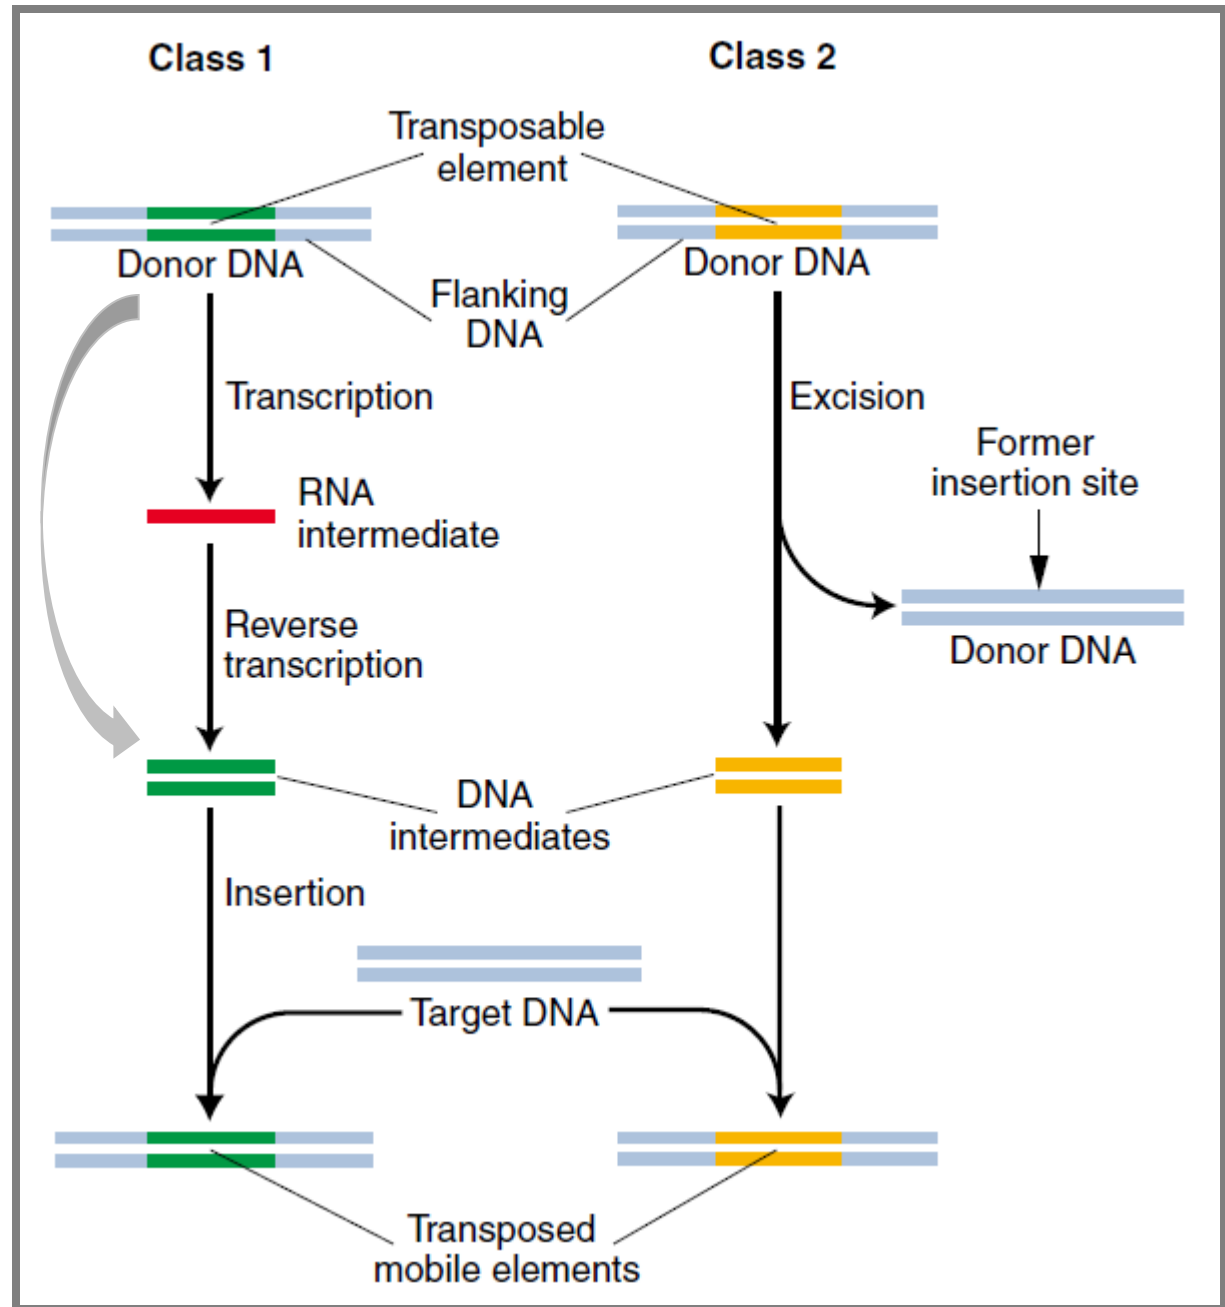 Class 1
Class 2
Transposable
element
Donor DNA
Donor DNA
Flanking
DNA
Transcription
Excision
Former
insertion site
RNA
intermediate
Reverse
transcription
Donor DNA
DNA
intermediates
Insertion
Target DNA
Transposed
mobile elements